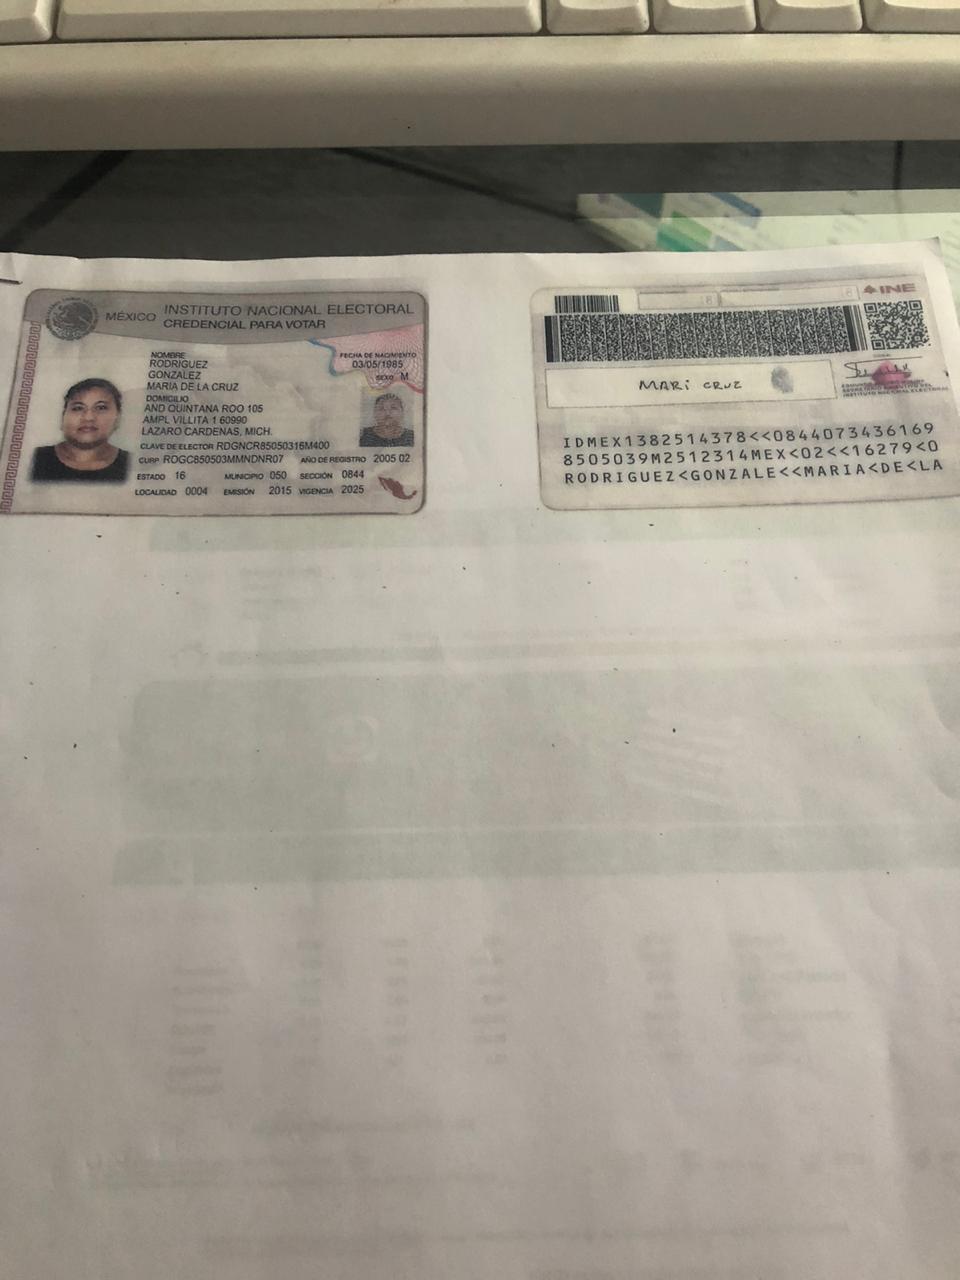 MÉXICO INSTITUTO NACIONAL ELECTORAL
CREDENCIAL PARA VOTAR
NOMBRE
RODRIGUEZ
GONZALEZ
MARIA DE LA CRUZ
FECHA DE NACIMIENTO
03/05/1985
SEXO M
DOMICILIO
AND QUINTANA ROO 105
AMPL VILLITA 1 60990
LAZARO CARDENAS, MICH.
CLAVE DE ELECTOR RDGNCR85050316M400
CURP ROGC850503MMNDNR07 AÑO DE REGISTRO 2005 02
ESTADO 16 MUNICIPIO 050 SECCIÓN 0844
LOCALIDAD 0004 EMISIÓN 2015 VIGENCIA 2025
INE
MARI CRUZ
SECRETARIO EJECUTIVO DEL
INSTITUTO NACIONAL ELECTORAL
IDMEX1382514378<<0844073436169
8505039M2512314MEX<02<<16279<0
RODRIGUEZ<GONZALE<<MARIA<DE<LA